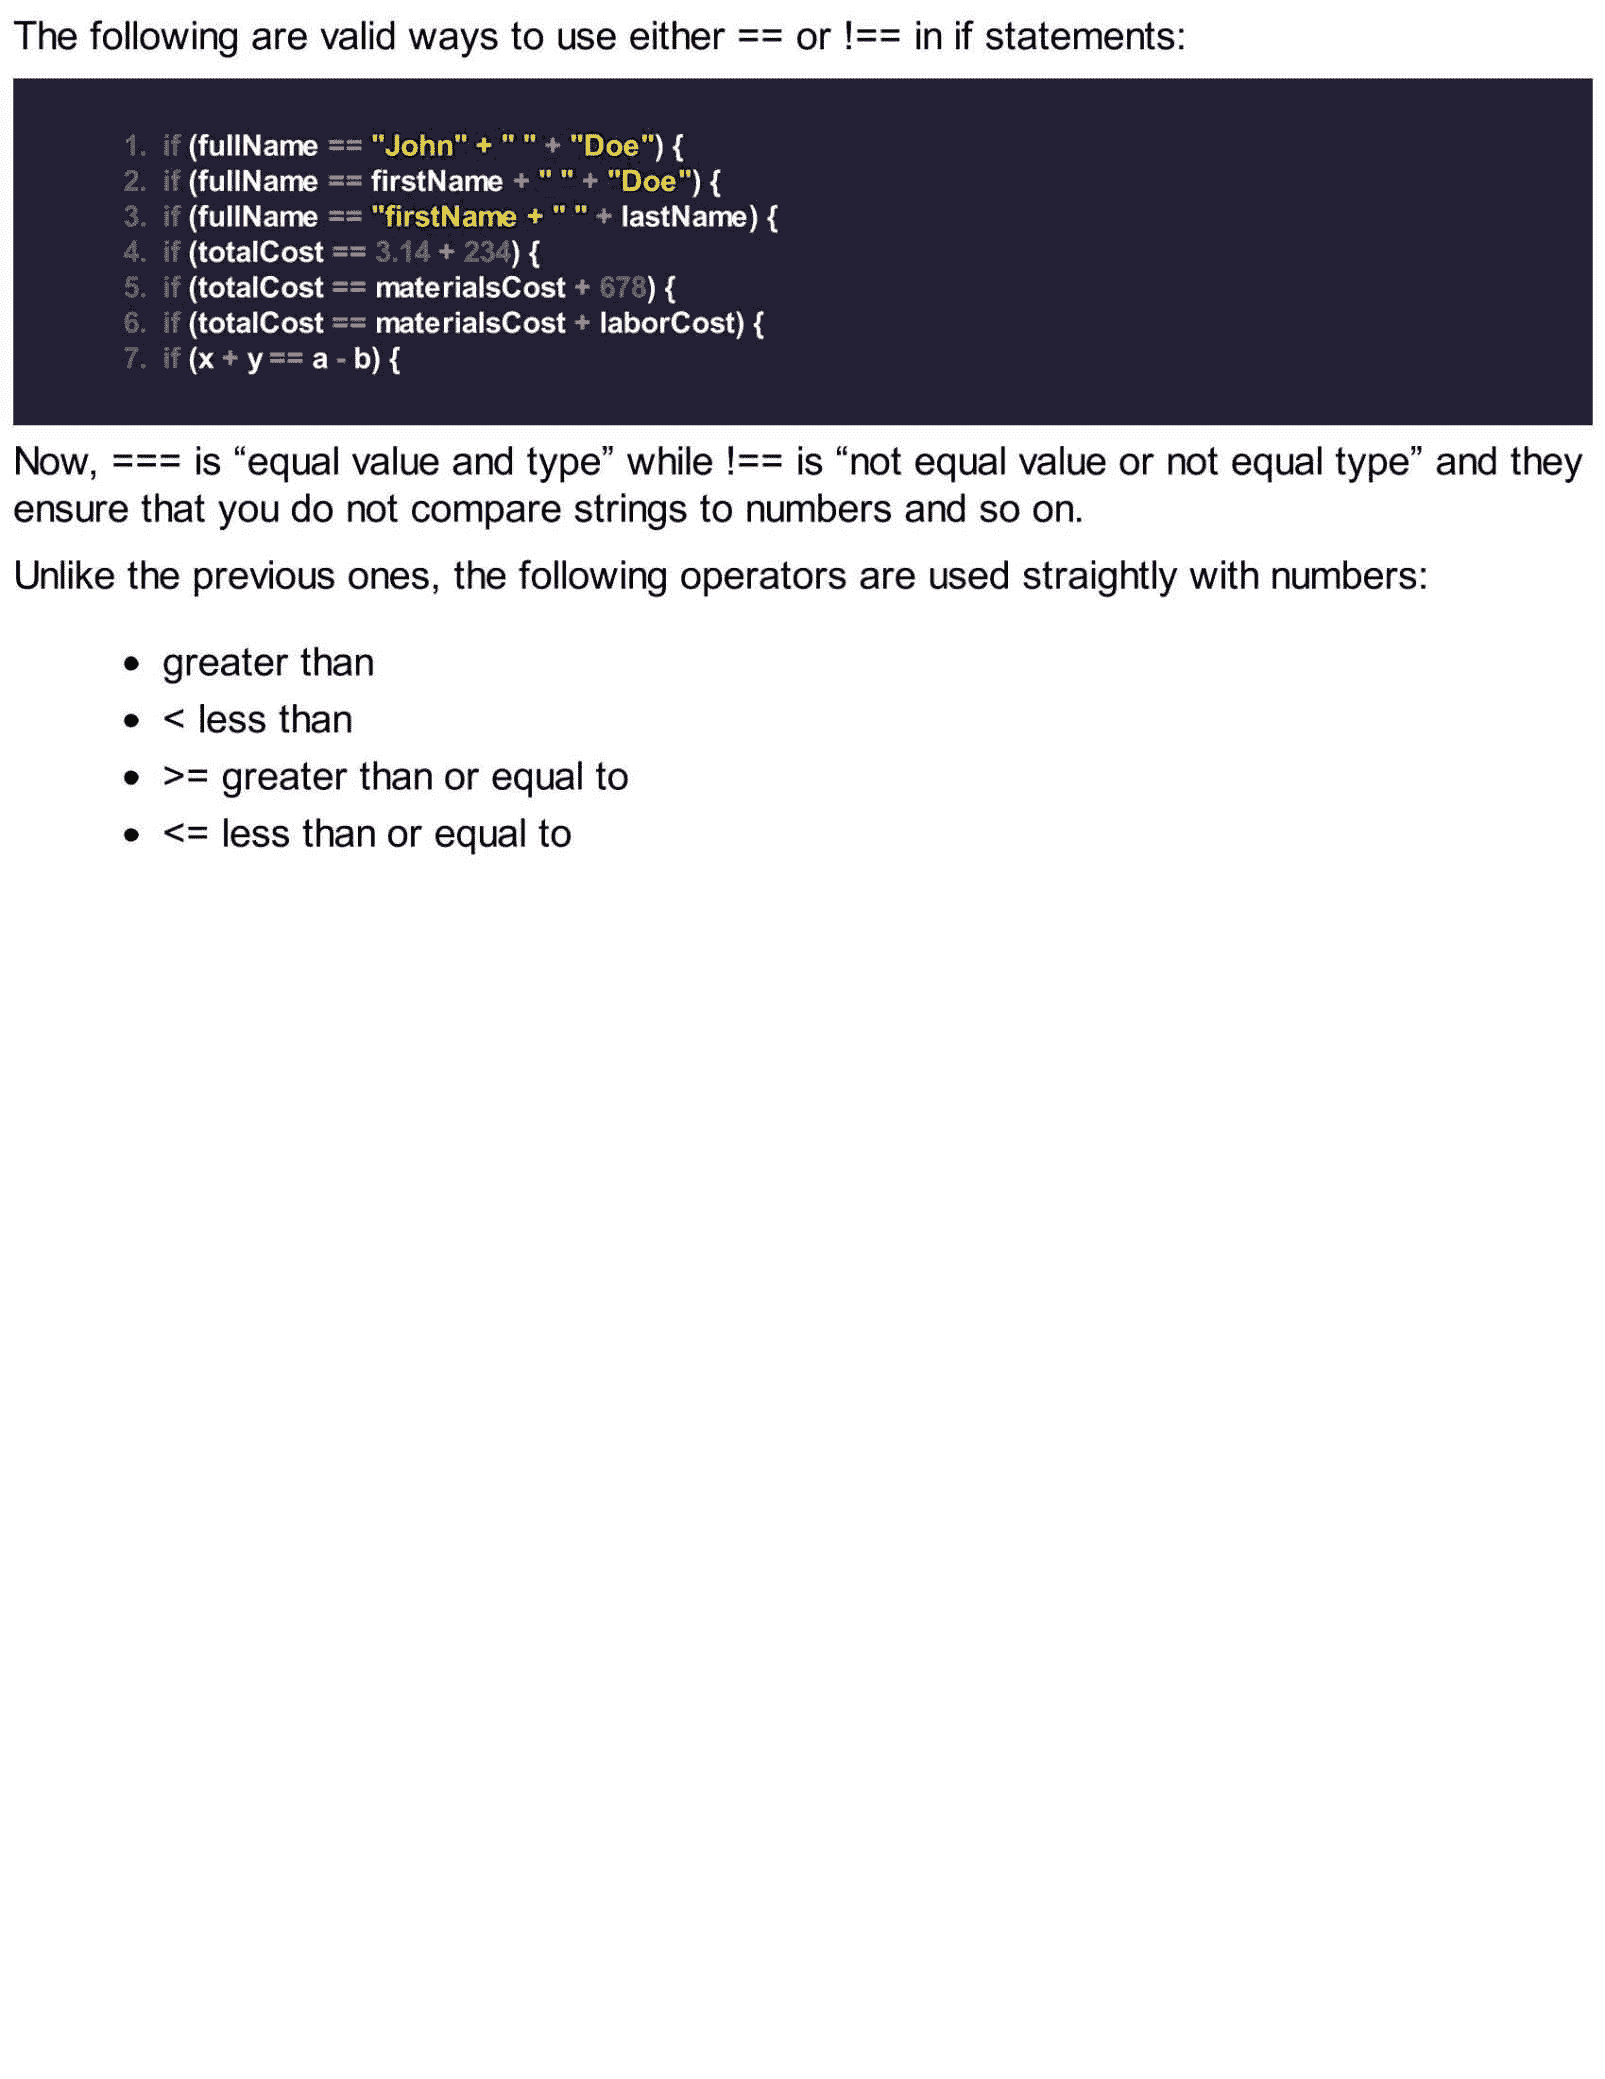 The following are valid ways to use either == or !== in if statements:
1. if (fullName == "John" + " " + "Doe") {
2. if (fullName == firstName + " " + "Doe") {
3. if (fullName == "firstName + " " + lastName) {
4. if (totalCost == 3.14 + 234) {
5. if (totalCost == materialsCost + 678) {
6. if (totalCost == materialsCost + laborCost) {
7. if (x + y == a - b) {
Now, === is “equal value and type” while !== is “not equal value or not equal type” and they
ensure that you do not compare strings to numbers and so on.
Unlike the previous ones, the following operators are used straightly with numbers:
• greater than
• < less than
• >= greater than or equal to
• <= less than or equal to